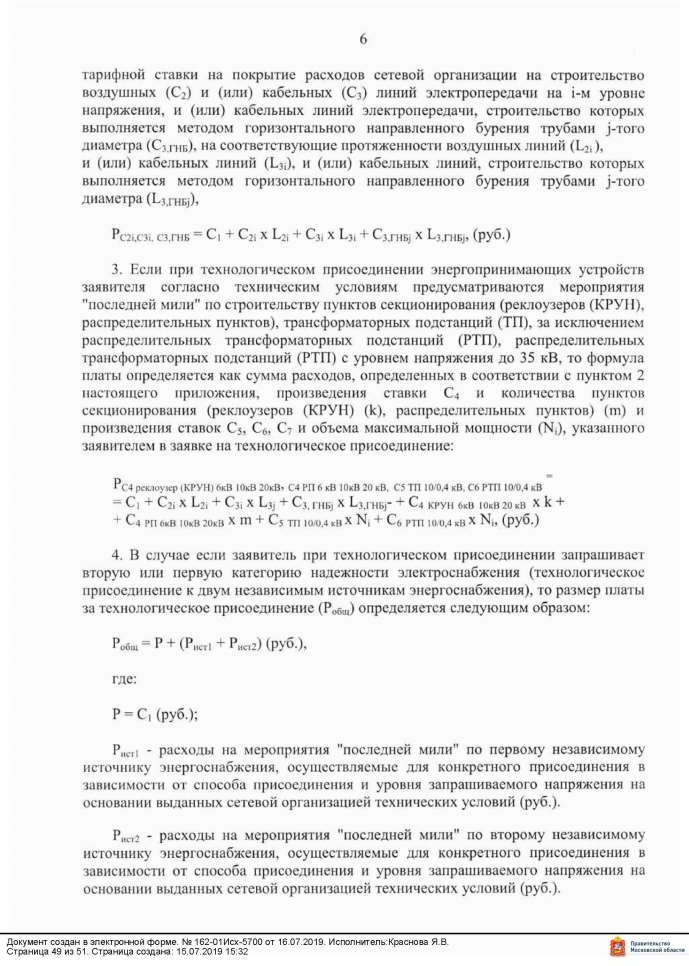 6
тарифной ставки на покрытие расходов сетевой организации на строительство
воздушных (С2) и (или) кабельных (С3) линий электропередачи на i-м уровне
напряжения, и (или) кабельных линий электропередачи, строительство которых
выполняется методом горизонтального направленного бурения трубами j-того
диаметра (С3,ГНБ), на соответствующие протяженности воздушных линий (L2i ),
и (или) кабельных линий (L3i), и (или) кабельных линий, строительство которых
выполняется методом горизонтального направленного бурения трубами j-того
диаметра (L3,ГНБj),
PC2i,C3i, C3,ГНБ = C1 + C2i x L2i + C3i x L3i + C3,ГНБj x L3,ГНБj, (руб.)
3. Если при технологическом присоединении энергопринимающих устройств
заявителя согласно техническим условиям предусматриваются мероприятия
"последней мили" по строительству пунктов секционирования (реклоузеров (КРУН),
распределительных пунктов), трансформаторных подстанций (ТП), за исключением
распределительных трансформаторных подстанций (РТП), распределительных
трансформаторных подстанций (РТП) с уровнем напряжения до 35 кВ, то формула
платы определяется как сумма расходов, определенных в соответствии с пунктом 2
настоящего приложения, произведения ставки С4 и количества пунктов
секционирования (реклоузеров (КРУН) (k), распределительных пунктов) (m) и
произведения ставок С5, С6, С7 и объема максимальной мощности (Ni), указанного
заявителем в заявке на технологическое присоединение:
PC4 реклоузер (КРУН) 6кВ 10кВ 20кВ, C4 РП 6 кВ 10кВ 20 кВ, C5 ТП 10/0,4 кВ, C6 РТП 10/0,4 кВ =
= C1 + C2i x L2i + C3i x L3j + C3, ГНБj x L3,ГНБj- + C4 КРУН 6кВ 10кВ 20 кВ x k +
+ C4 РП 6кВ 10кВ 20кВ x m + C5 ТП 10/0,4 кВ x Ni + C6 РТП 10/0,4 кВ x Ni, (руб.)
4. В случае если заявитель при технологическом присоединении запрашивает
вторую или первую категорию надежности электроснабжения (технологическое
присоединение к двум независимым источникам энергоснабжения), то размер платы
за технологическое присоединение (Робщ) определяется следующим образом:
Робщ = Р + (Рист1 + Рист2) (руб.),
где:
Р = С1 (руб.);
Рист1 - расходы на мероприятия "последней мили" по первому независимому
источнику энергоснабжения, осуществляемые для конкретного присоединения в
зависимости от способа присоединения и уровня запрашиваемого напряжения на
основании выданных сетевой организацией технических условий (руб.).
Рист2 - расходы на мероприятия "последней мили" по второму независимому
источнику энергоснабжения, осуществляемые для конкретного присоединения в
зависимости от способа присоединения и уровня запрашиваемого напряжения на
основании выданных сетевой организацией технических условий (руб.).
Документ создан в электронной форме. № 162-01Исх-5700 от 16.07.2019. Исполнитель:Краснова Я.В.
Страница 49 из 51. Страница создана: 15.07.2019 15:32
Правительство
Московской области